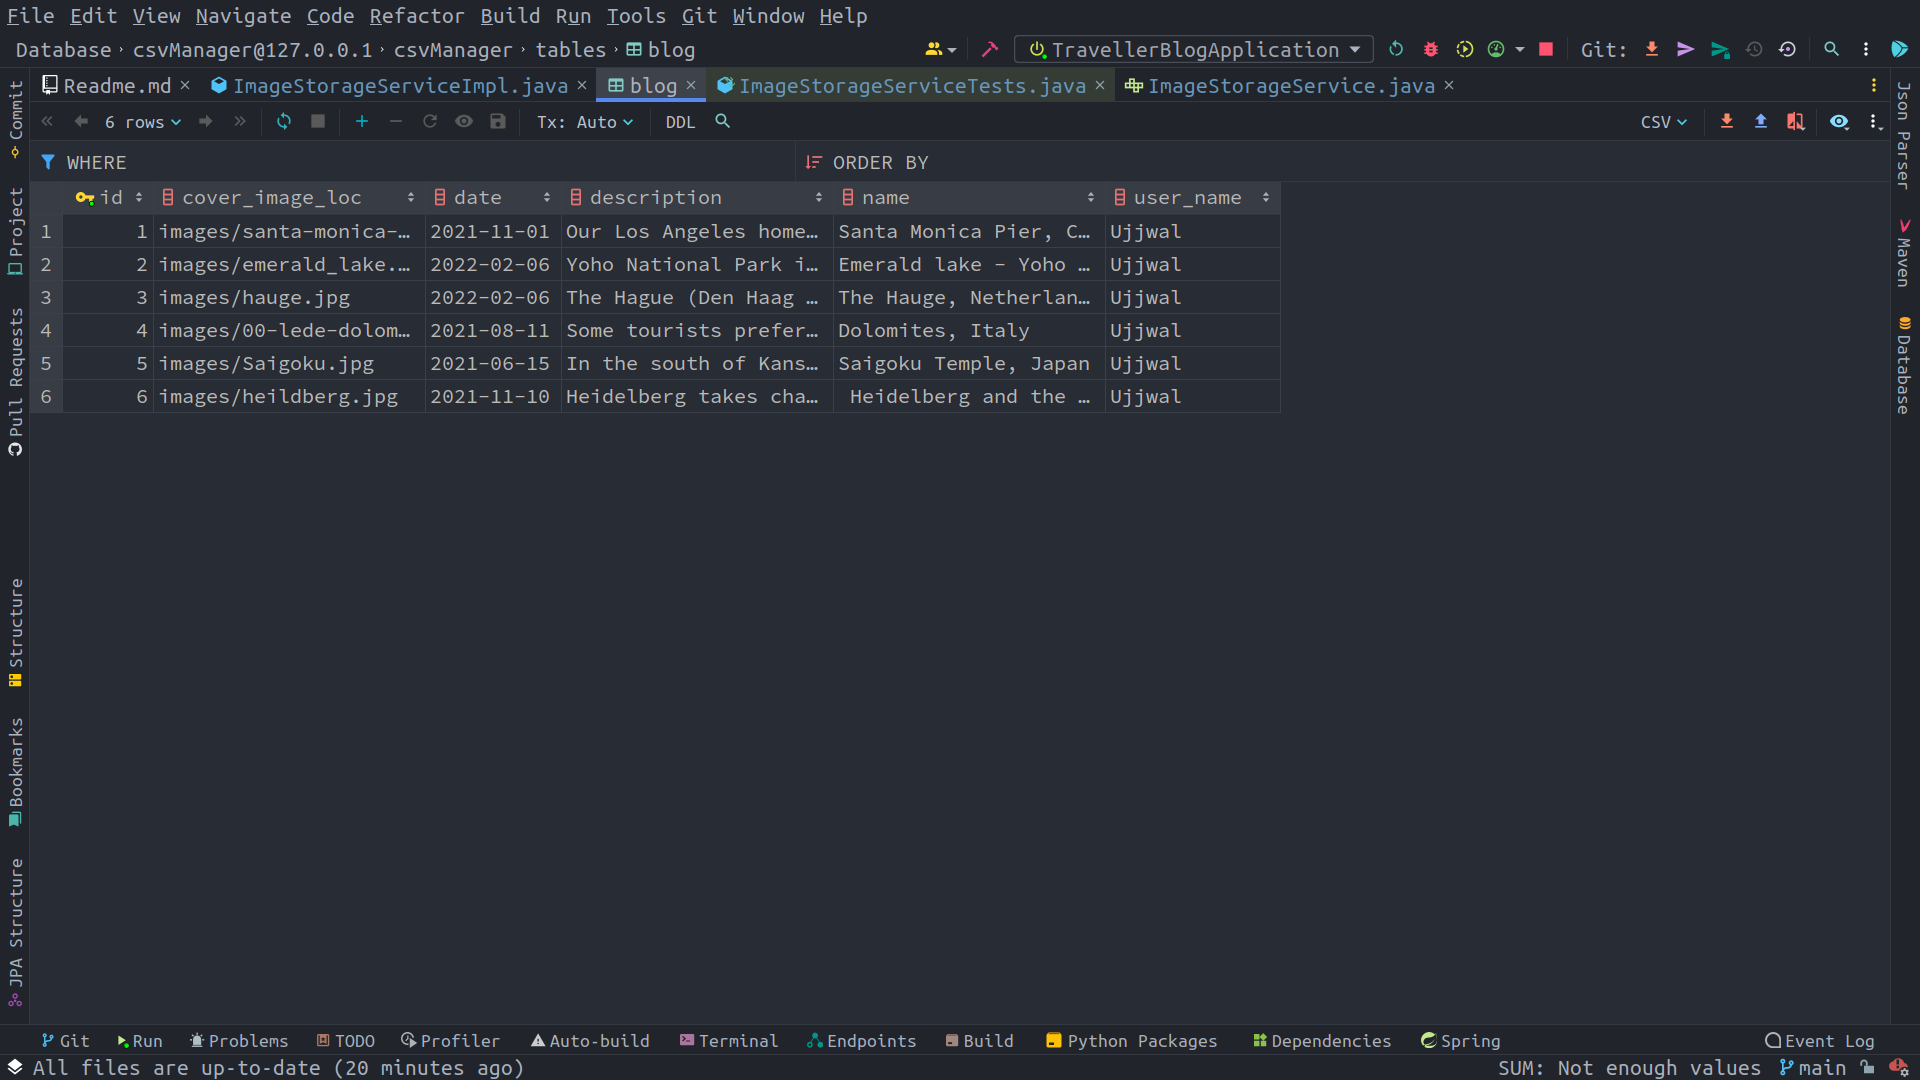 File Edit View Navigate Code Refactor Build Run Tools Git Window Help
Database csvManager@127.0.0.1 csvManager tables blog TravellerBlogApplication Git:
Readme.md ImageStorageServiceImpl.java blog ImageStorageServiceTests.java ImageStorageService.java
6 rows Tx: Auto DDL CSV
WHERE ORDER BY
id cover_image_loc date description name user_name
1 1 images/santa-monica-… 2021-11-01 Our Los Angeles home… Santa Monica Pier, C… Ujjwal
2 2 images/emerald_lake.… 2022-02-06 Yoho National Park i… Emerald lake - Yoho … Ujjwal
3 3 images/hauge.jpg 2022-02-06 The Hague (Den Haag … The Hauge, Netherlan… Ujjwal
4 4 images/00-lede-dolom… 2021-08-11 Some tourists prefer… Dolomites, Italy Ujjwal
5 5 images/Saigoku.jpg 2021-06-15 In the south of Kans… Saigoku Temple, Japan Ujjwal
6 6 images/heildberg.jpg 2021-11-10 Heidelberg takes cha… Heidelberg and the … Ujjwal
Commit
Project
Pull Requests
Structure
Bookmarks
JPA Structure
Json Parser
Maven
Database
Git Run Problems TODO Profiler Auto-build Terminal Endpoints Build Python Packages Dependencies Spring Event Log
All files are up-to-date (20 minutes ago) SUM: Not enough values main